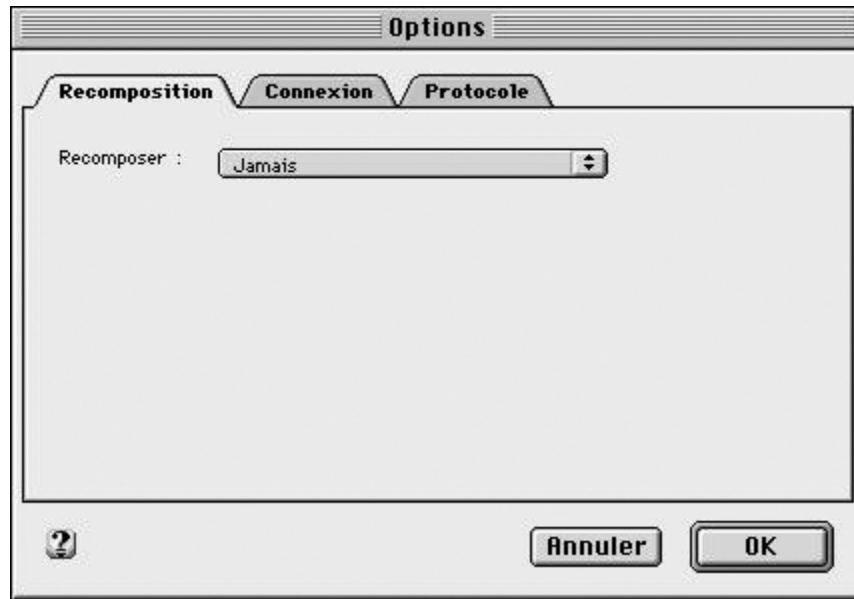 Options
Recomposition Connexion Protocole
Recomposer : Jamais
?
Annuler OK